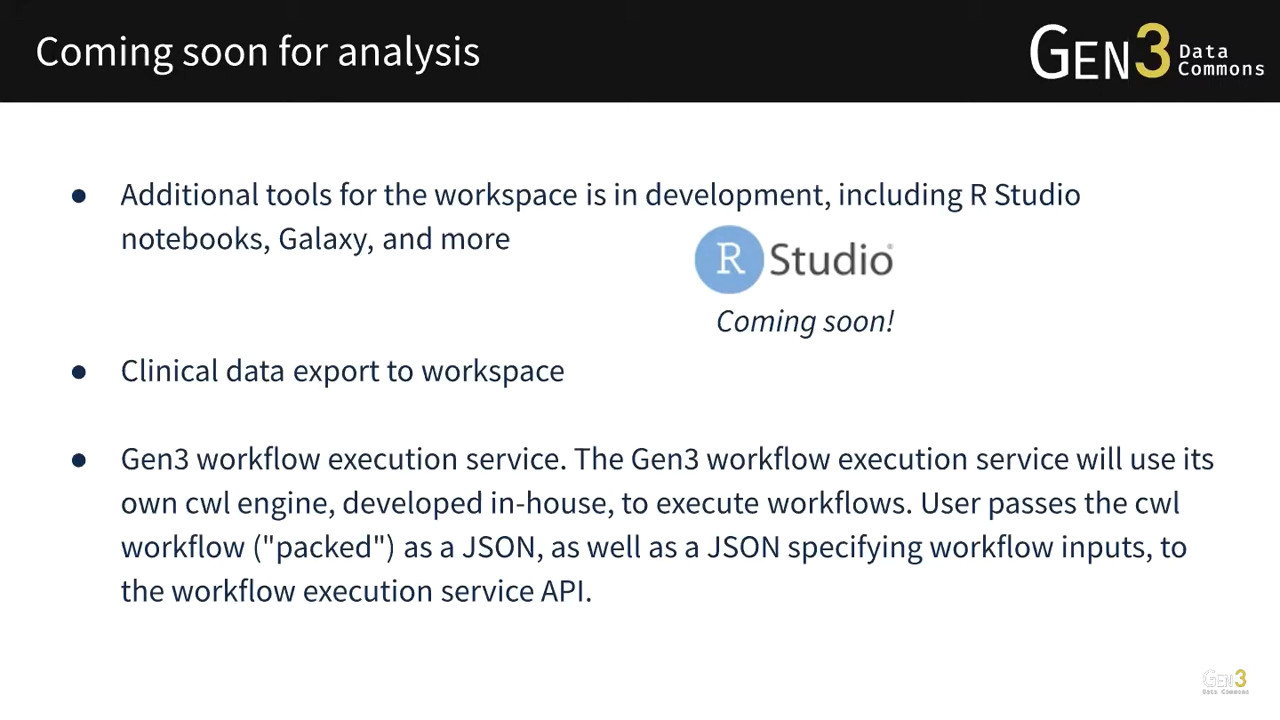 Coming soon for analysis
GEN3 Data Commons
● Additional tools for the workspace is in development, including R Studio
notebooks, Galaxy, and more
R Studio
Coming soon!
● Clinical data export to workspace
● Gen3 workflow execution service. The Gen3 workflow execution service will use its
own cwl engine, developed in-house, to execute workflows. User passes the cwl
workflow ("packed") as a JSON, as well as a JSON specifying workflow inputs, to
the workflow execution service API.
GEN3
Data Commons